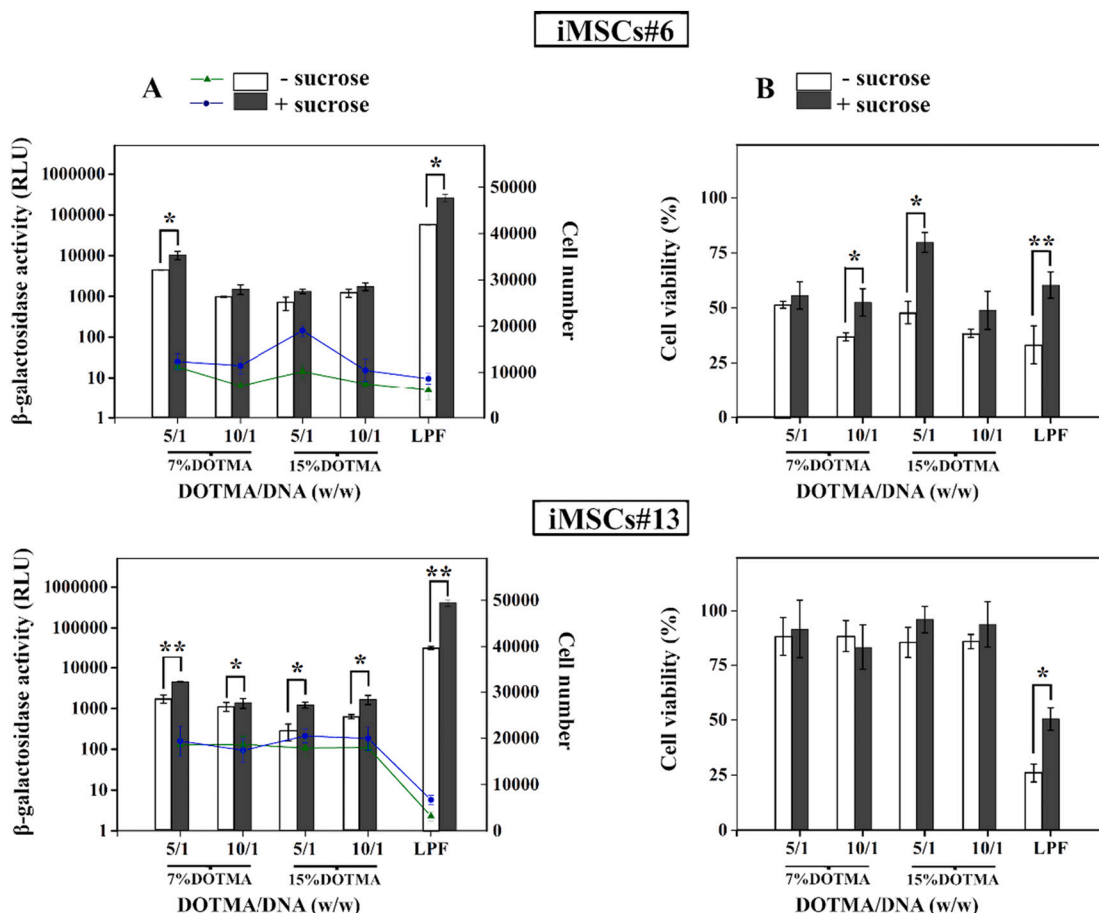 iMSCs#6
A
- sucrose
+ sucrose
B
- sucrose
+ sucrose
β-galactosidase activity (RLU)
1000000
100000
10000
1000
100
10
1
50000
40000
30000
20000
10000
0
Cell number
*
*
5/1 10/1 5/1 10/1 LPF
7%DOTMA 15%DOTMA
DOTMA/DNA (w/w)
Cell viability (%)
100
75
50
25
0
*
*
**
5/1 10/1 5/1 10/1 LPF
7%DOTMA 15%DOTMA
DOTMA/DNA (w/w)
iMSCs#13
β-galactosidase activity (RLU)
1000000
100000
10000
1000
100
10
1
50000
40000
30000
20000
10000
0
Cell number
**
*
*
*
**
5/1 10/1 5/1 10/1 LPF
7%DOTMA 15%DOTMA
DOTMA/DNA (w/w)
Cell viability (%)
100
75
50
25
0
*
5/1 10/1 5/1 10/1 LPF
7%DOTMA 15%DOTMA
DOTMA/DNA (w/w)